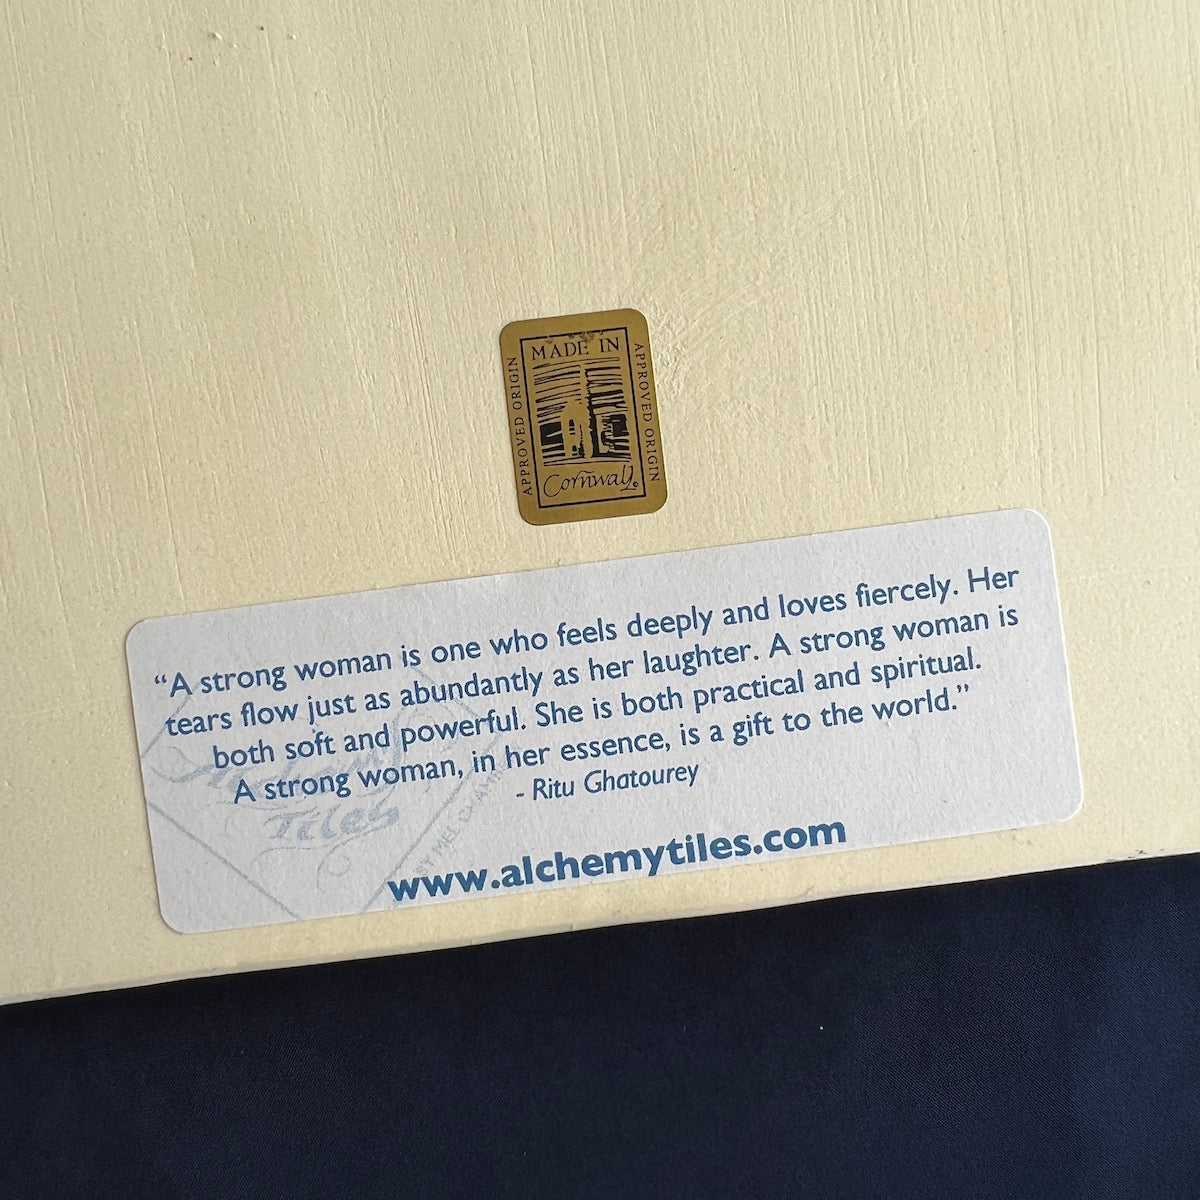 MADE IN
APPROVED ORIGIN
APPROVED ORIGIN
Cornwall
“A strong woman is one who feels deeply and loves fiercely. Her
tears flow just as abundantly as her laughter. A strong woman is
both soft and powerful. She is both practical and spiritual.
A strong woman, in her essence, is a gift to the world.”
- Ritu Ghatourey
Tiles
www.alchemytiles.com